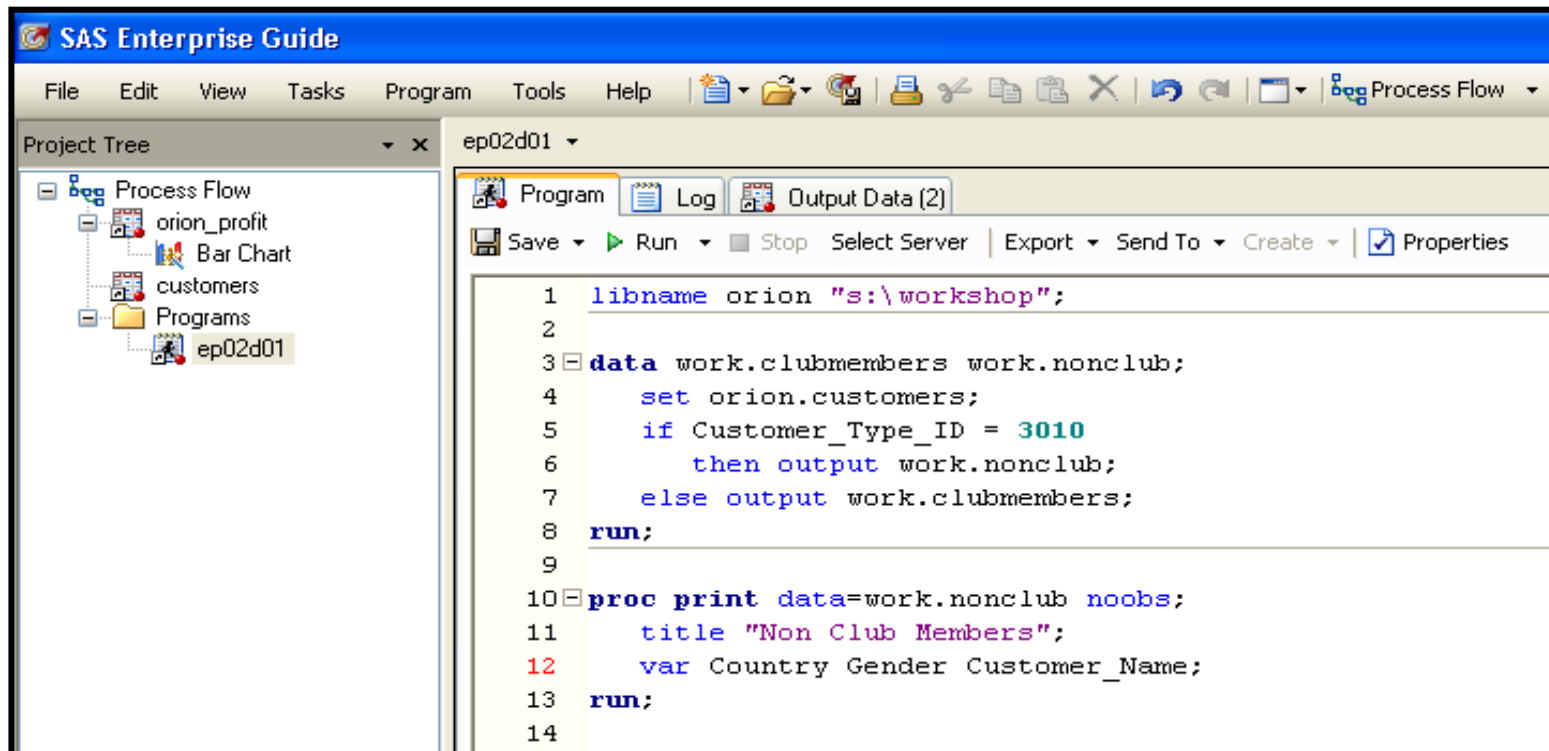 SAS Enterprise Guide
File Edit View Tasks Program Tools Help Process Flow
Project Tree
ep02d01
Process Flow
orion_profit
Bar Chart
customers
Programs
ep02d01
Program Log Output Data (2)
Save Run Stop Select Server Export Send To Create Properties
1 libname orion "s:\workshop";
2
3 data work.clubmembers work.nonclub;
4 set orion.customers;
5 if Customer_Type_ID = 3010
6 then output work.nonclub;
7 else output work.clubmembers;
8 run;
9
10 proc print data=work.nonclub noobs;
11 title "Non Club Members";
12 var Country Gender Customer_Name;
13 run;
14